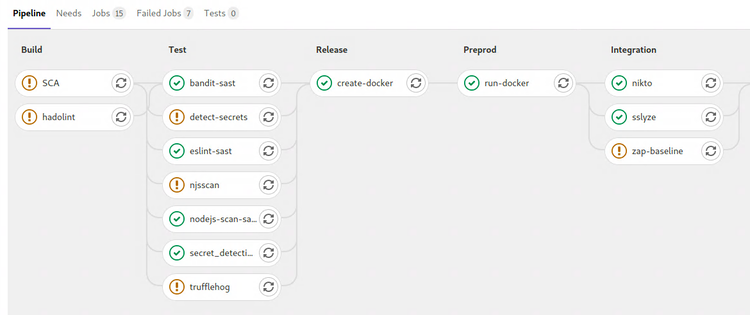 Pipeline Needs Jobs 15 Failed Jobs 7 Tests 0
Build Test Release Preprod Integration
SCA bandit-sast create-docker run-docker nikto
hadolint detect-secrets sslyze
eslint-sast zap-baseline
njsscan
nodejs-scan-sa...
secret_detecti...
trufflehog